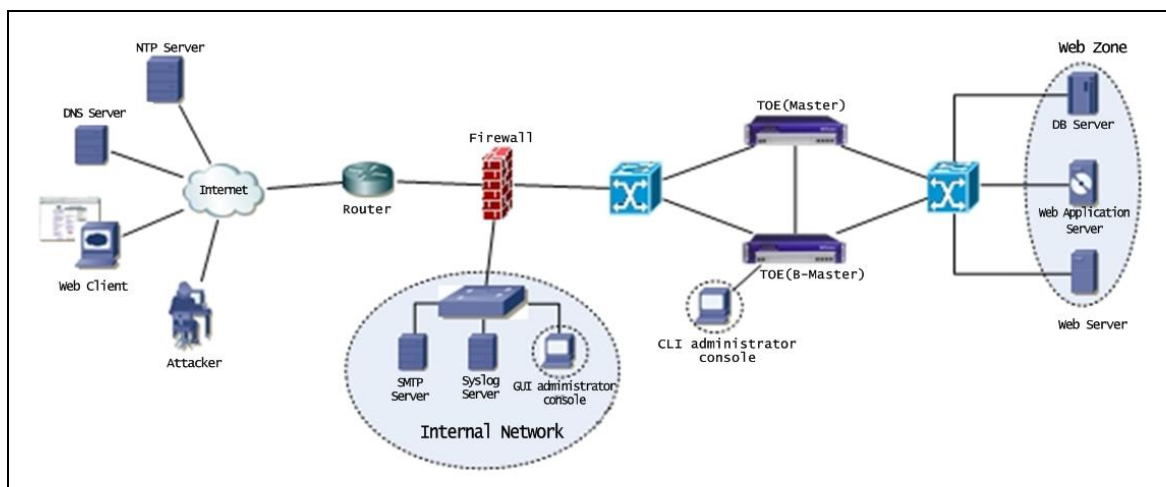 NTP Server
DNS Server
Internet
Web Client
Attacker
Router
Firewall
SMTP
Server
Syslog
Server
GUI administrator
console
Internal Network
TOE(Master)
TOE(B-Master)
CLI administrator
console
Web Zone
DB Server
Web Application
Server
Web Server